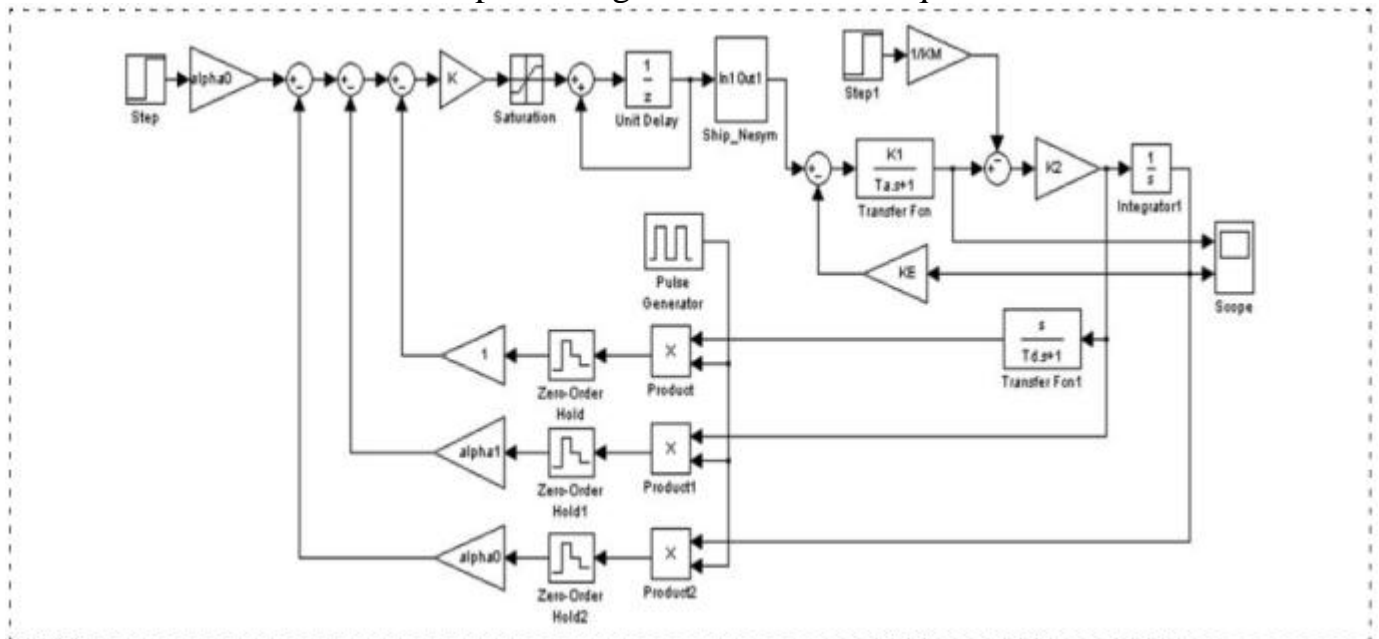 Step
alpha0
+
-
+
-
+
-
K
Saturation
+
+
1
z
Unit Delay
In1 Out1
Ship_Nesym
Step1
1/KM
+
-
K1
Ta.s+1
Transfer Fcn
-
+
K2
1
s
Integrator1
Scope
KE
Pulse
Generator
s
Td.s+1
Transfer Fcn1
1
Zero-Order
Hold
X
Product
alpha1
Zero-Order
Hold1
X
Product1
alpha0
Zero-Order
Hold2
X
Product2